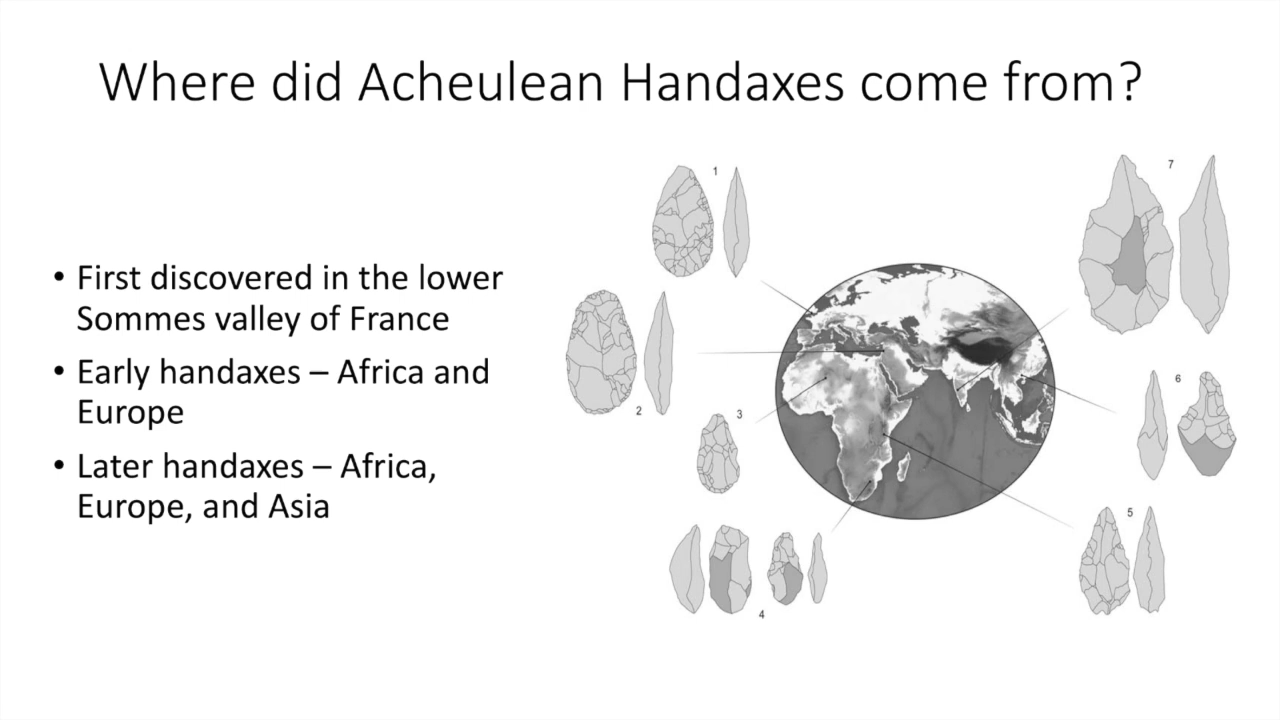 Where did Acheulean Handaxes come from?
• First discovered in the lower
Sommes valley of France
• Early handaxes – Africa and
Europe
• Later handaxes – Africa,
Europe, and Asia
1
2
3
4
5
6
7